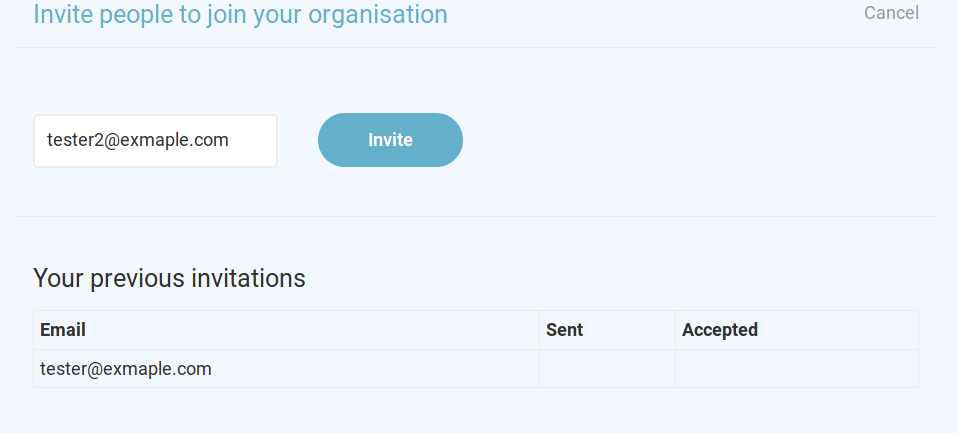 Invite people to join your organisation
Cancel
tester2@exmaple.com
Invite
Your previous invitations
Email Sent Accepted
tester@exmaple.com